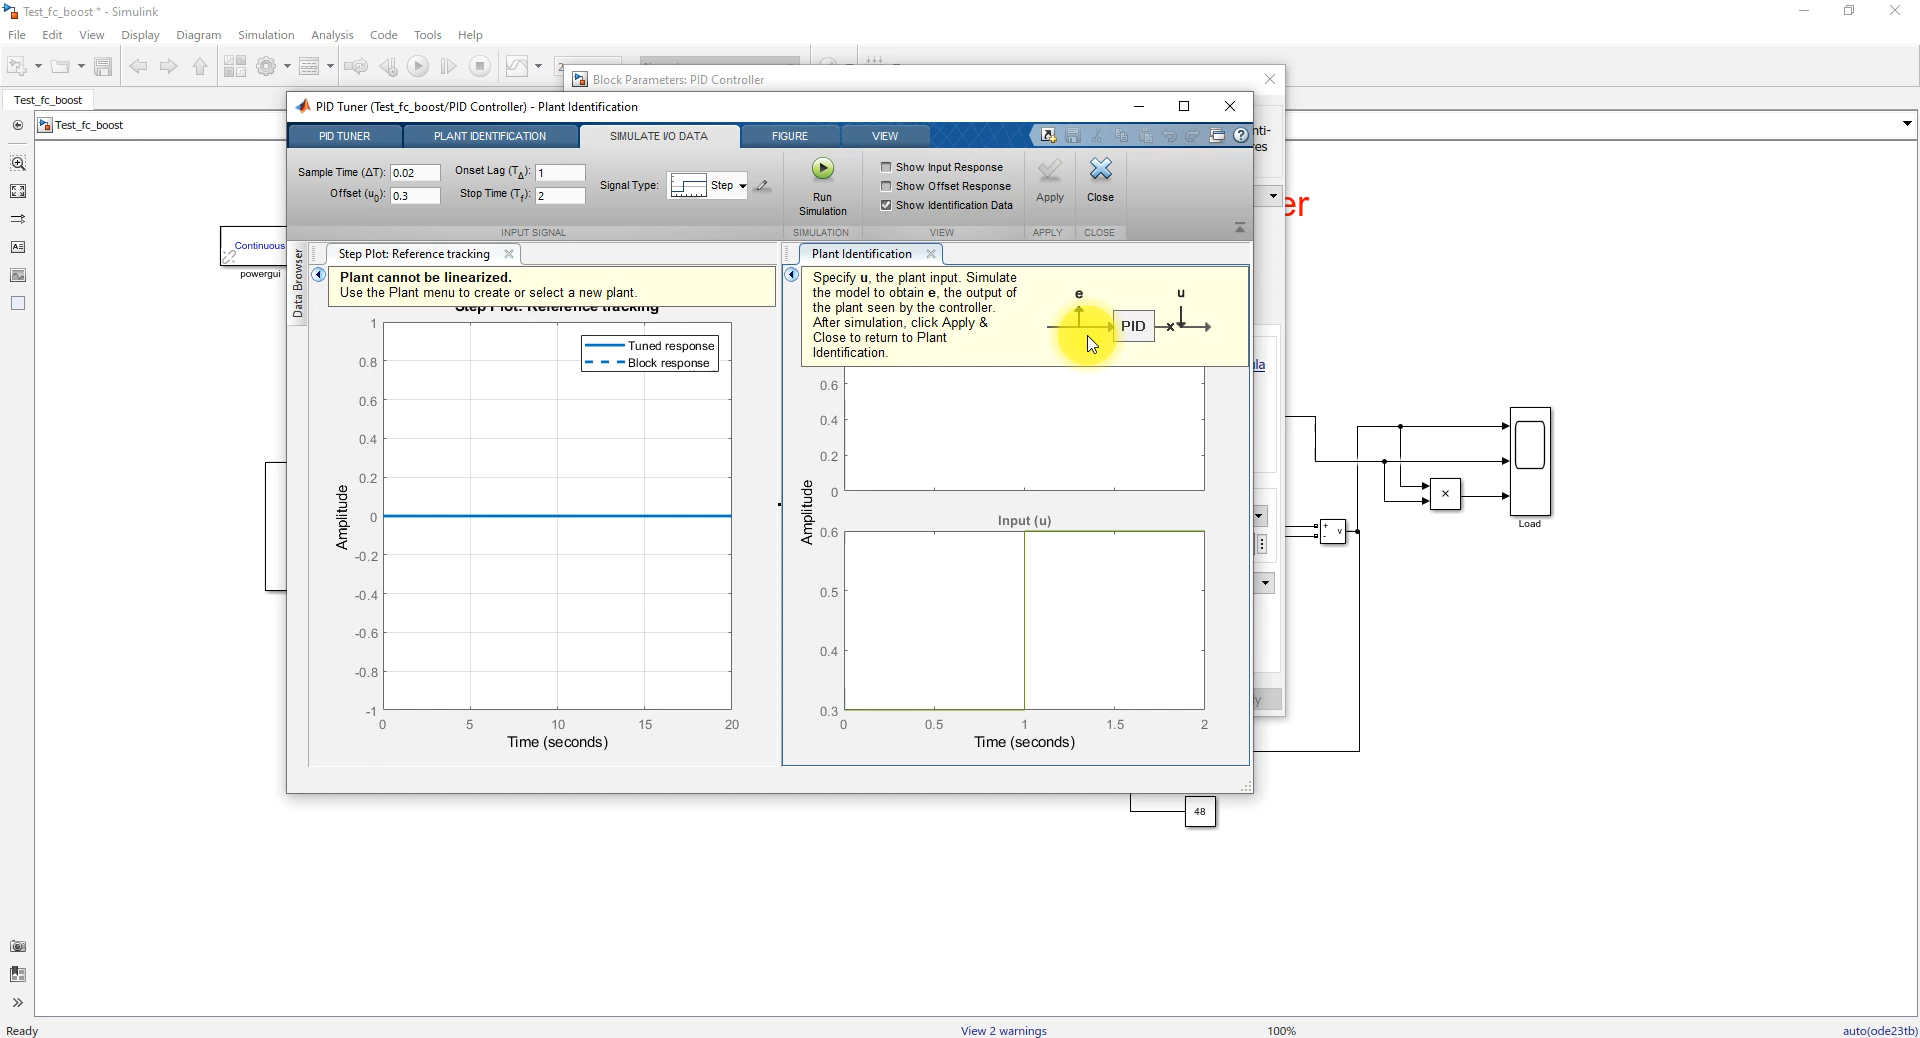 Test_fc_boost * - Simulink
File Edit View Display Diagram Simulation Analysis Code Tools Help
Block Parameters: PID Controller
Test_fc_boost
Test_fc_boost
PID Tuner (Test_fc_boost/PID Controller) - Plant Identification
PID TUNER PLANT IDENTIFICATION SIMULATE I/O DATA FIGURE VIEW
Sample Time (ΔT): 0.02
Onset Lag (TΔ): 1
Offset (u0): 0.3
Stop Time (Tf): 2
Signal Type: Step
Run
Simulation
Show Input Response
Show Offset Response
Show Identification Data
Apply
Close
INPUT SIGNAL SIMULATION VIEW APPLY CLOSE
nti-
es
er
la
y
Continuous
powergui
Data Browser
Step Plot: Reference tracking
Plant cannot be linearized.
Use the Plant menu to create or select a new plant.
Step Plot: Reference tracking
Tuned response
Block response
1
0.8
0.6
0.4
0.2
0
-0.2
-0.4
-0.6
-0.8
-1
Amplitude
0 5 10 15 20
Time (seconds)
Plant Identification
Specify u, the plant input. Simulate
the model to obtain e, the output of
the plant seen by the controller.
After simulation, click Apply &
Close to return to Plant
Identification.
e
u
PID
0.6
0.4
0.2
0
Amplitude
Input (u)
0.6
0.5
0.4
0.3
0 0.5 1 1.5 2
Time (seconds)
×
Load
+
-
v
48
Ready
View 2 warnings
100%
auto(ode23tb)